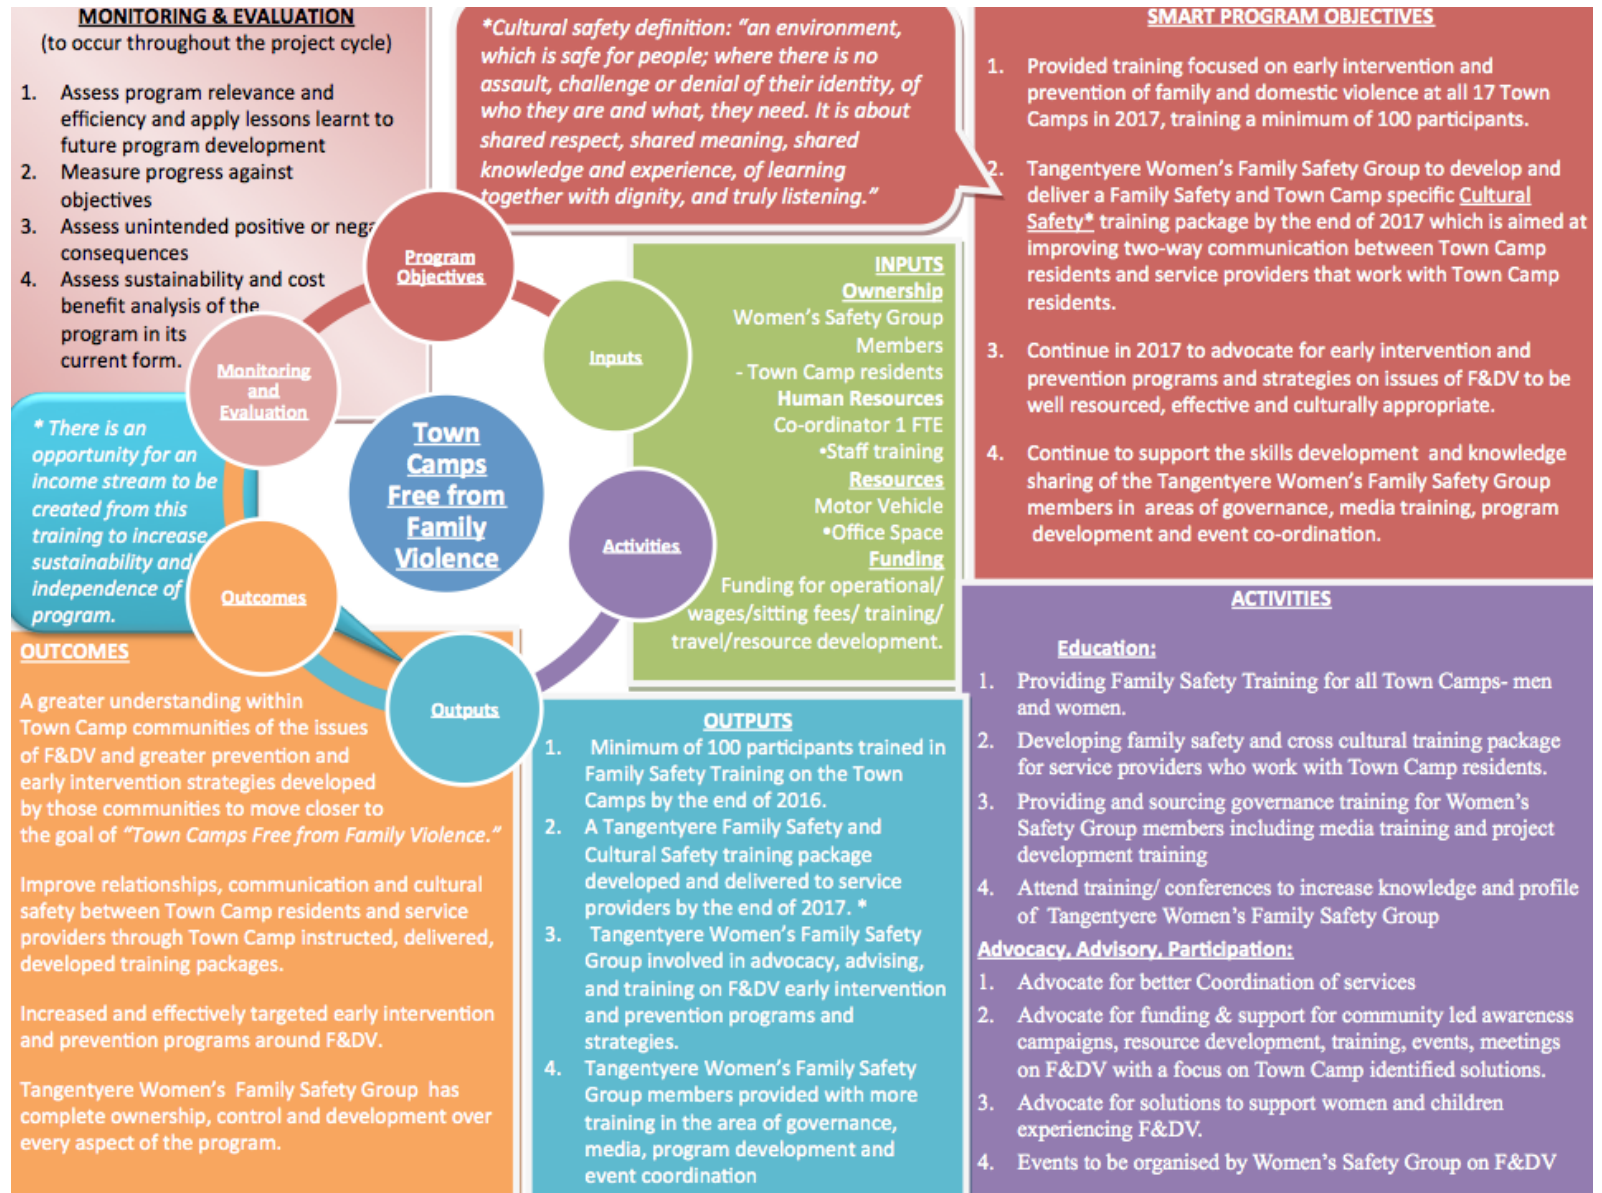 MONITORING & EVALUATION
(to occur throughout the project cycle)
1. Assess program relevance and
efficiency and apply lessons learnt to
future program development
2. Measure progress against
objectives
3. Assess unintended positive or nega
consequences
4. Assess sustainability and cost
benefit analysis of the
program in its
current form.
*Cultural safety definition: “an environment,
which is safe for people; where there is no
assault, challenge or denial of their identity, of
who they are and what, they need. It is about
shared respect, shared meaning, shared
knowledge and experience, of learning
together with dignity, and truly listening.”
SMART PROGRAM OBJECTIVES
1. Provided training focused on early intervention and
prevention of family and domestic violence at all 17 Town
Camps in 2017, training a minimum of 100 participants.
2. Tangentyere Women’s Family Safety Group to develop and
deliver a Family Safety and Town Camp specific Cultural
Safety* training package by the end of 2017 which is aimed at
improving two-way communication between Town Camp
residents and service providers that work with Town Camp
residents.
3. Continue in 2017 to advocate for early intervention and
prevention programs and strategies on issues of F&DV to be
well resourced, effective and culturally appropriate.
4. Continue to support the skills development and knowledge
sharing of the Tangentyere Women’s Family Safety Group
members in areas of governance, media training, program
development and event co-ordination.
Program
Objectives
Inputs
Activities
Outputs
Outcomes
Monitoring
and
Evaluation
Town
Camps
Free from
Family
Violence
INPUTS
Ownership
Women’s Safety Group
Members
- Town Camp residents
Human Resources
Co-ordinator 1 FTE
•Staff training
Resources
Motor Vehicle
•Office Space
Funding
Funding for operational/
wages/sitting fees/ training/
travel/resource development.
* There is an
opportunity for an
income stream to be
created from this
training to increase
sustainability and
independence of
program.
OUTCOMES
A greater understanding within
Town Camp communities of the issues
of F&DV and greater prevention and
early intervention strategies developed
by those communities to move closer to
the goal of “Town Camps Free from Family Violence.”
Improve relationships, communication and cultural
safety between Town Camp residents and service
providers through Town Camp instructed, delivered,
developed training packages.
Increased and effectively targeted early intervention
and prevention programs around F&DV.
Tangentyere Women’s Family Safety Group has
complete ownership, control and development over
every aspect of the program.
OUTPUTS
1. Minimum of 100 participants trained in
Family Safety Training on the Town
Camps by the end of 2016.
2. A Tangentyere Family Safety and
Cultural Safety training package
developed and delivered to service
providers by the end of 2017. *
3. Tangentyere Women’s Family Safety
Group involved in advocacy, advising,
and training on F&DV early intervention
and prevention programs and
strategies.
4. Tangentyere Women’s Family Safety
Group members provided with more
training in the area of governance,
media, program development and
event coordination
ACTIVITIES
Education:
1. Providing Family Safety Training for all Town Camps- men
and women.
2. Developing family safety and cross cultural training package
for service providers who work with Town Camp residents.
3. Providing and sourcing governance training for Women’s
Safety Group members including media training and project
development training
4. Attend training/ conferences to increase knowledge and profile
of Tangentyere Women’s Family Safety Group
Advocacy, Advisory, Participation:
1. Advocate for better Coordination of services
2. Advocate for funding & support for community led awareness
campaigns, resource development, training, events, meetings
on F&DV with a focus on Town Camp identified solutions.
3. Advocate for solutions to support women and children
experiencing F&DV.
4. Events to be organised by Women’s Safety Group on F&DV